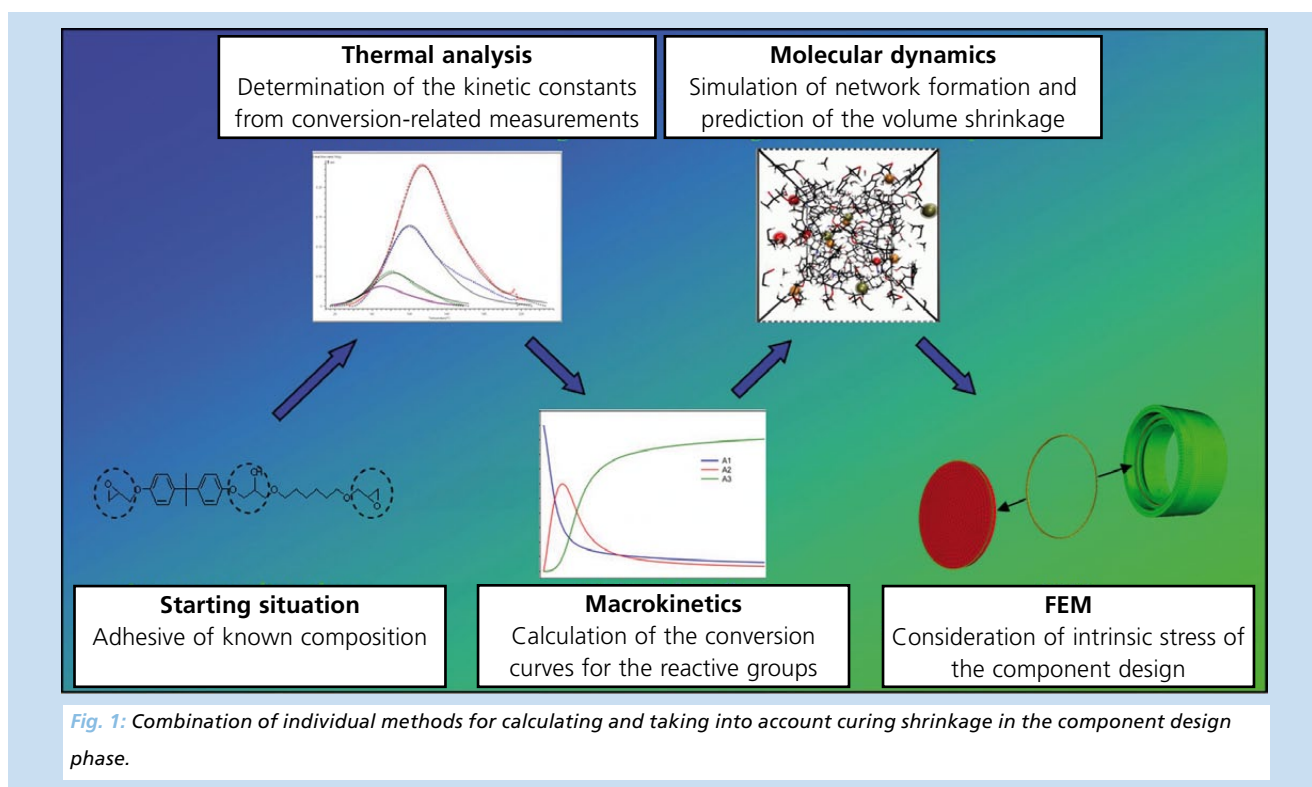 Thermal analysis
Determination of the kinetic constants
from conversion-related measurements
Molecular dynamics
Simulation of network formation and
prediction of the volume shrinkage
A1
A2
A3
O
O
O
OH
O
O
O
Starting situation
Adhesive of known composition
Macrokinetics
Calculation of the conversion
curves for the reactive groups
FEM
Consideration of intrinsic stress of
the component design
Fig. 1: Combination of individual methods for calculating and taking into account curing shrinkage in the component design
phase.